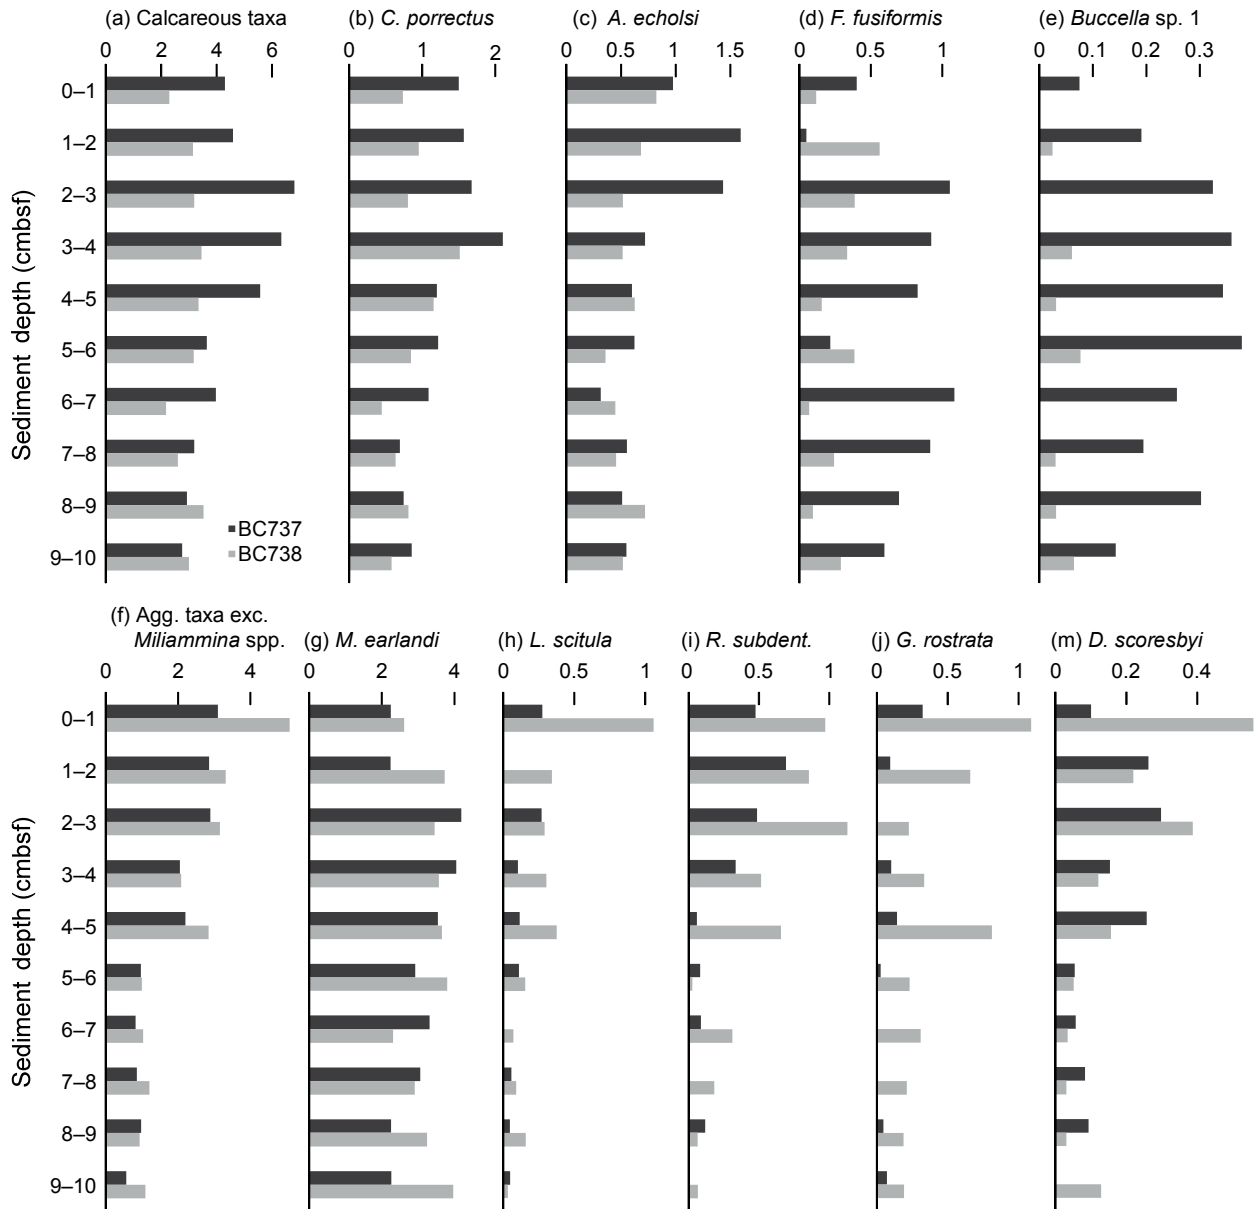 (a) Calcareous taxa (b) C. porrectus (c) A. echolsi (d) F. fusiformis (e) Buccella sp. 1
0 2 4 6 0 1 2 0 0.5 1 1.5 0 0.5 1 0 0.1 0.2 0.3
Sediment depth (cmbsf)
0–1
1–2
2–3
3–4
4–5
5–6
6–7
7–8
8–9
9–10
BC737
BC738
(f) Agg. taxa exc.
Miliammina spp. (g) M. earlandi (h) L. scitula (i) R. subdent. (j) G. rostrata (m) D. scoresbyi
0 2 4 0 2 4 0 0.5 1 0 0.5 1 0 0.5 1 0 0.2 0.4
Sediment depth (cmbsf)
0–1
1–2
2–3
3–4
4–5
5–6
6–7
7–8
8–9
9–10